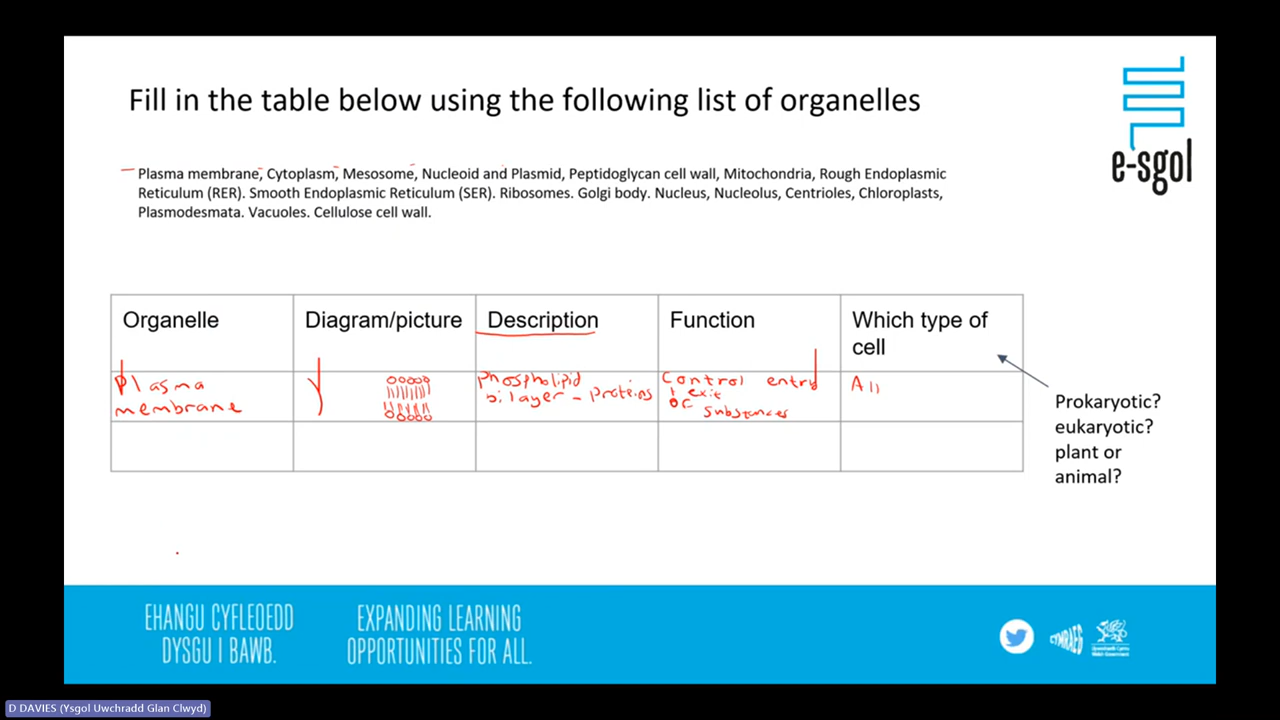 Fill in the table below using the following list of organelles
e-sgol
Plasma membrane, Cytoplasm, Mesosome, Nucleoid and Plasmid, Peptidoglycan cell wall, Mitochondria, Rough Endoplasmic
Reticulum (RER). Smooth Endoplasmic Reticulum (SER). Ribosomes. Golgi body. Nucleus, Nucleolus, Centrioles, Chloroplasts,
Plasmodesmata. Vacuoles. Cellulose cell wall.
Organelle
Diagram/picture
Description
Function
Which type of
cell
Plasma
membrane
Phospholipid
bilayer - Proteins
Control entry
exit
of substances
All
Prokaryotic?
eukaryotic?
plant or
animal?
EHANGU CYFLEOEDD
DYSGU I BAWB.
EXPANDING LEARNING
OPPORTUNITIES FOR ALL.
CYMRAEG
D DAVIES (Ysgol Uwchradd Glan Clwyd)